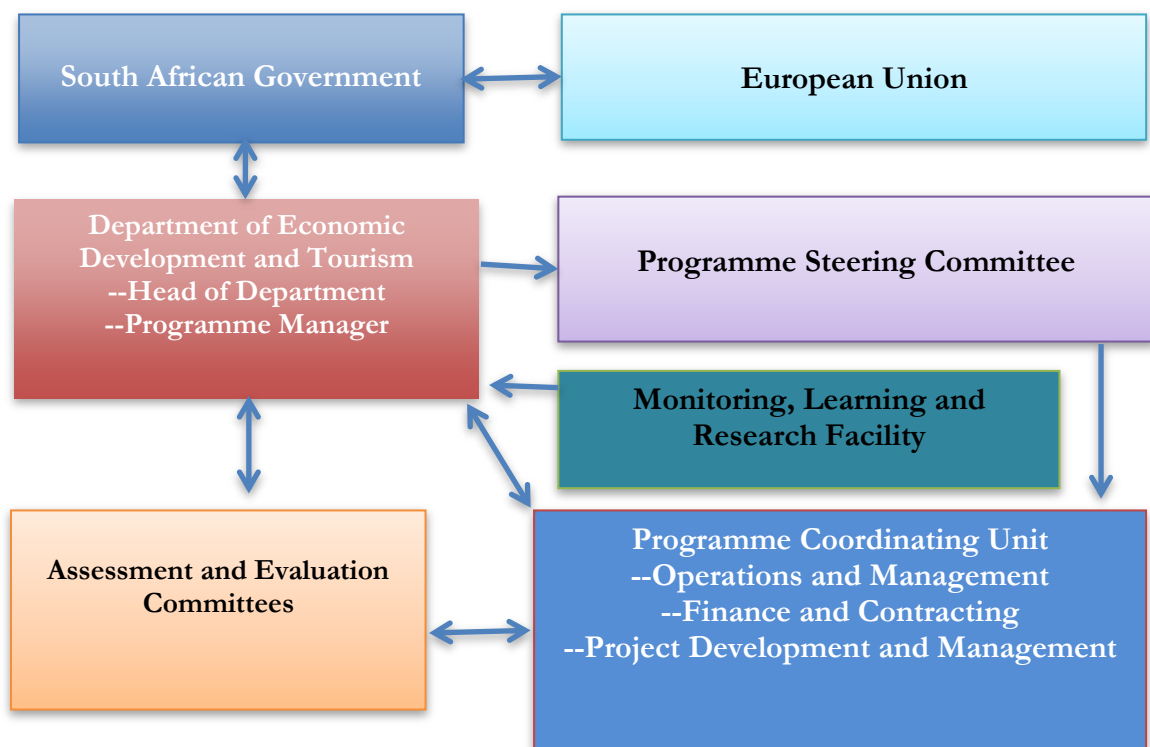 South African Government
European Union
Department of Economic
Development and Tourism
--Head of Department
--Programme Manager
Programme Steering Committee
Monitoring, Learning and
Research Facility
Assessment and Evaluation
Committees
Programme Coordinating Unit
--Operations and Management
--Finance and Contracting
--Project Development and Management